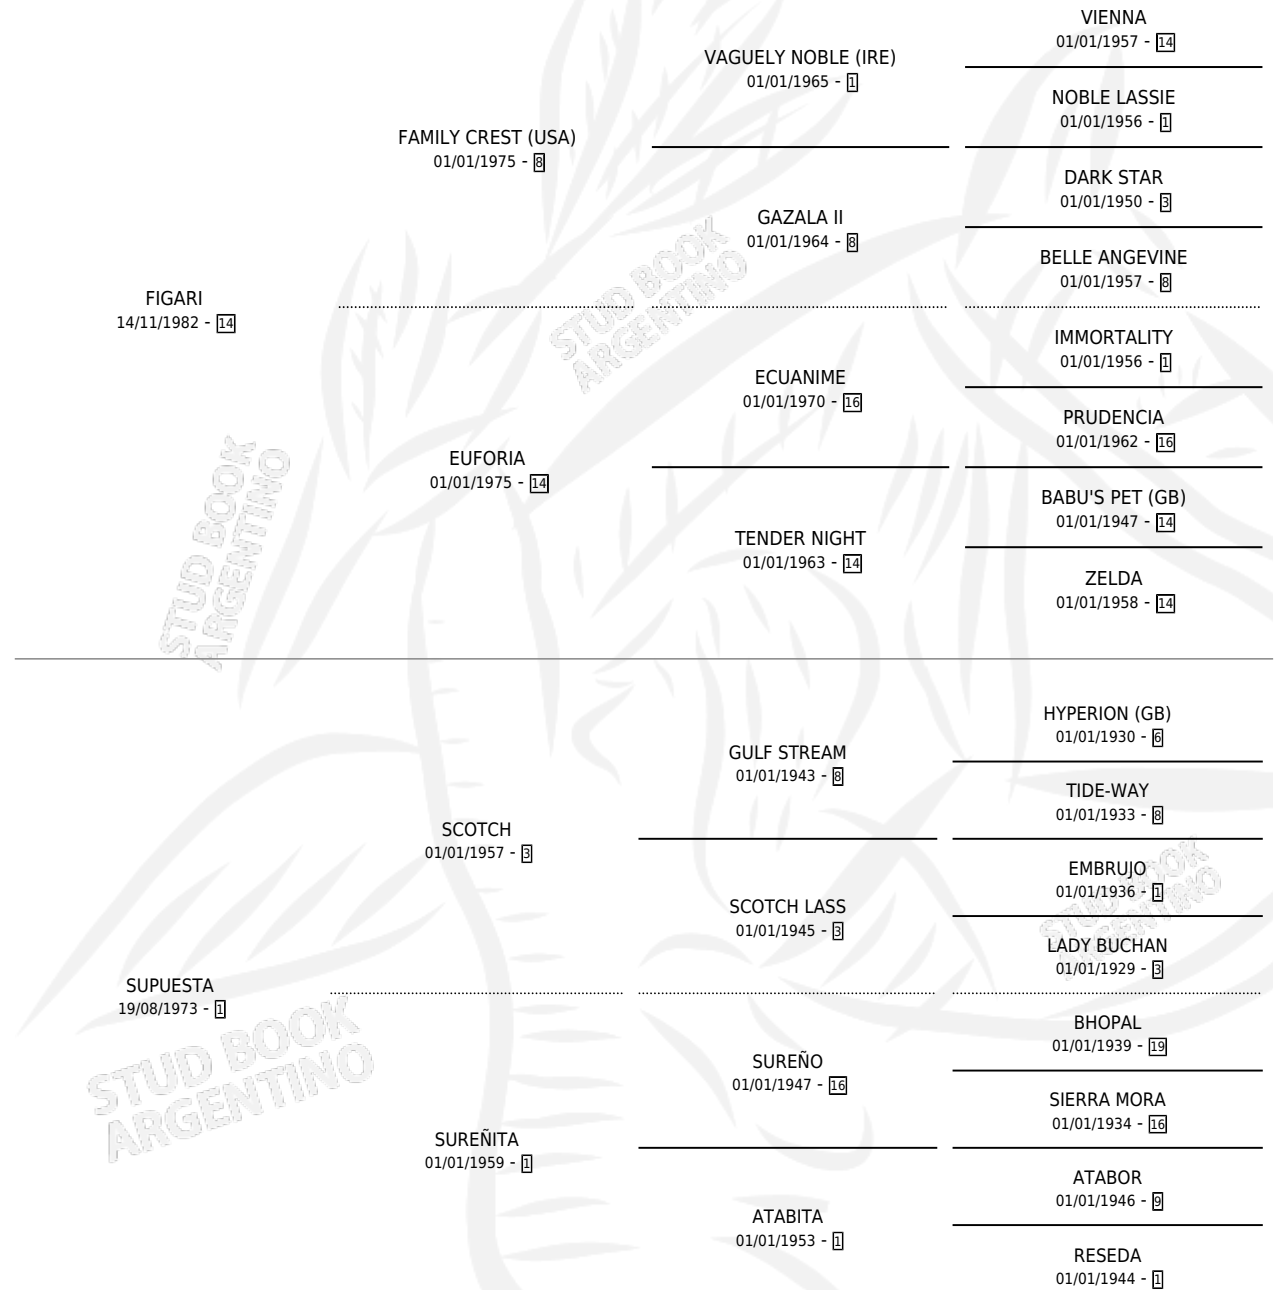 VIENNA
01/01/1957 - 14
VAGUELY NOBLE (IRE)
01/01/1965 - 1
NOBLE LASSIE
01/01/1956 - 1
FAMILY CREST (USA)
01/01/1975 - 8
DARK STAR
01/01/1950 - 3
GAZALA II
01/01/1964 - 8
BELLE ANGEVINE
01/01/1957 - 8
FIGARI
14/11/1982 - 14
IMMORTALITY
01/01/1956 - 1
ECUANIME
01/01/1970 - 16
PRUDENCIA
01/01/1962 - 16
EUFORIA
01/01/1975 - 14
BABU'S PET (GB)
01/01/1947 - 14
TENDER NIGHT
01/01/1963 - 14
ZELDA
01/01/1958 - 14
HYPERION (GB)
01/01/1930 - 6
GULF STREAM
01/01/1943 - 8
TIDE-WAY
01/01/1933 - 8
SCOTCH
01/01/1957 - 3
EMBRUJO
01/01/1936 - 1
SCOTCH LASS
01/01/1945 - 3
LADY BUCHAN
01/01/1929 - 3
SUPUESTA
19/08/1973 - 1
BHOPAL
01/01/1939 - 19
SUREÑO
01/01/1947 - 16
SIERRA MORA
01/01/1934 - 16
SUREÑITA
01/01/1959 - 1
ATABOR
01/01/1946 - 9
ATABITA
01/01/1953 - 1
RESEDA
01/01/1944 - 1
STUD BOOK
ARGENTINO
STUD BOOK
ARGENTINO
STUD BOOK
ARGENTINO
STUD BOOK
ARGENTINO